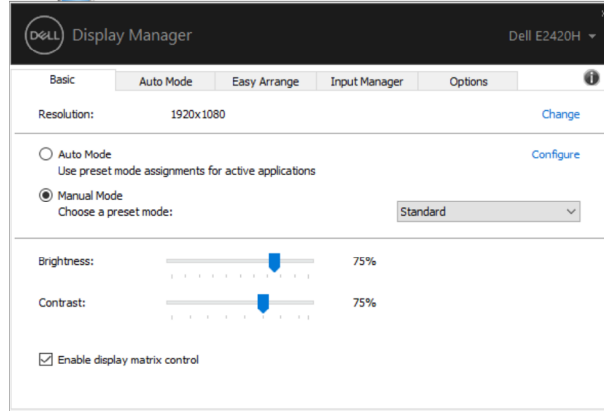 DELL Display Manager Dell E2420H
Basic Auto Mode Easy Arrange Input Manager Options
Resolution: 1920x1080 Change
Auto Mode Configure
Use preset mode assignments for active applications
Manual Mode
Choose a preset mode: Standard
Brightness: 75%
Contrast: 75%
Enable display matrix control